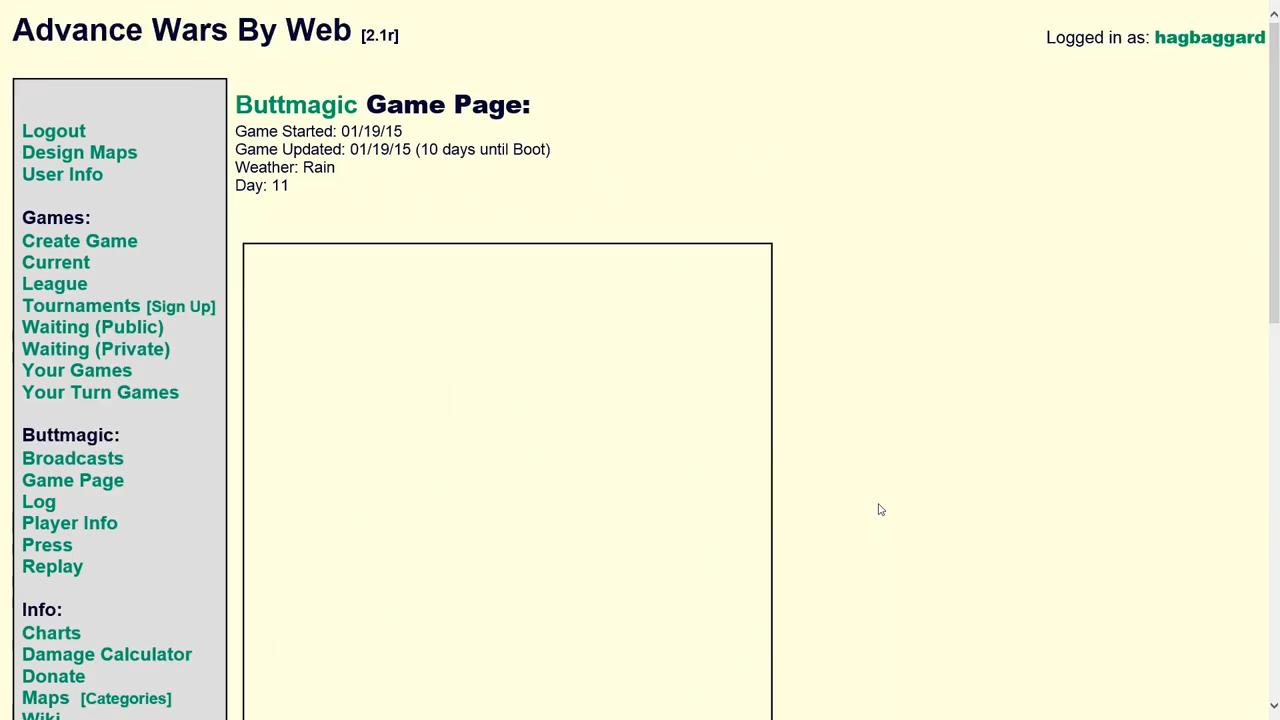 Advance Wars By Web [2.1r]
Logged in as: hagbaggard
Logout
Design Maps
User Info
Games:
Create Game
Current
League
Tournaments [Sign Up]
Waiting (Public)
Waiting (Private)
Your Games
Your Turn Games
Buttmagic:
Broadcasts
Game Page
Log
Player Info
Press
Replay
Info:
Charts
Damage Calculator
Donate
Maps [Categories]
Wiki
Buttmagic Game Page:
Game Started: 01/19/15
Game Updated: 01/19/15 (10 days until Boot)
Weather: Rain
Day: 11